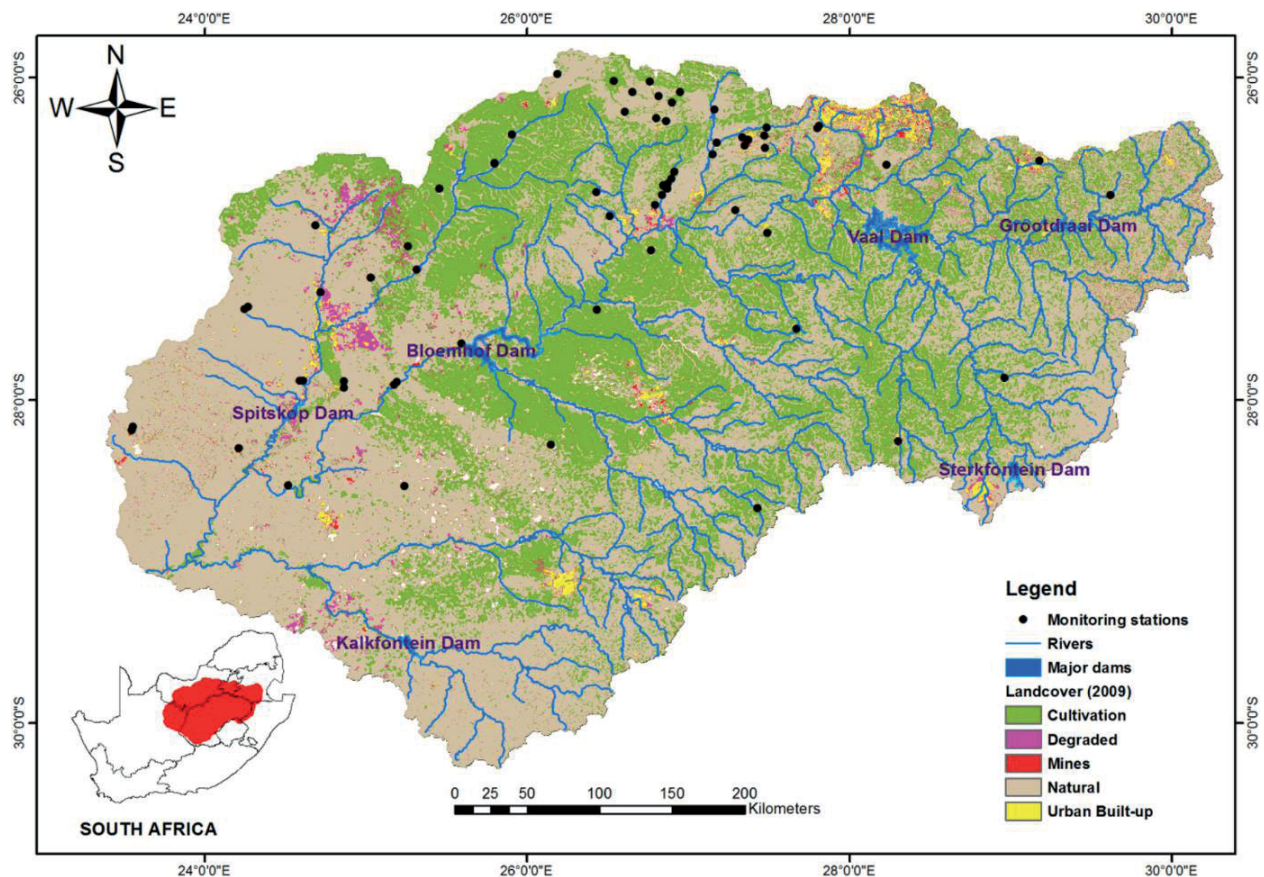 24°0'0"E 26°0'0"E 28°0'0"E 30°0'0"E
26°0'0"S
26°0'0"S
N
W E
S
Vaal Dam
Grootdraai Dam
Bloemhof Dam
28°0'0"S
28°0'0"S
Spitskop Dam
Sterkfontein Dam
Kalkfontein Dam
30°0'0"S
30°0'0"S
Legend
Monitoring stations
Rivers
Major dams
Landcover (2009)
Cultivation
Degraded
Mines
Natural
Urban Built-up
0 25 50 100 150 200
Kilometers
SOUTH AFRICA
24°0'0"E 26°0'0"E 28°0'0"E 30°0'0"E